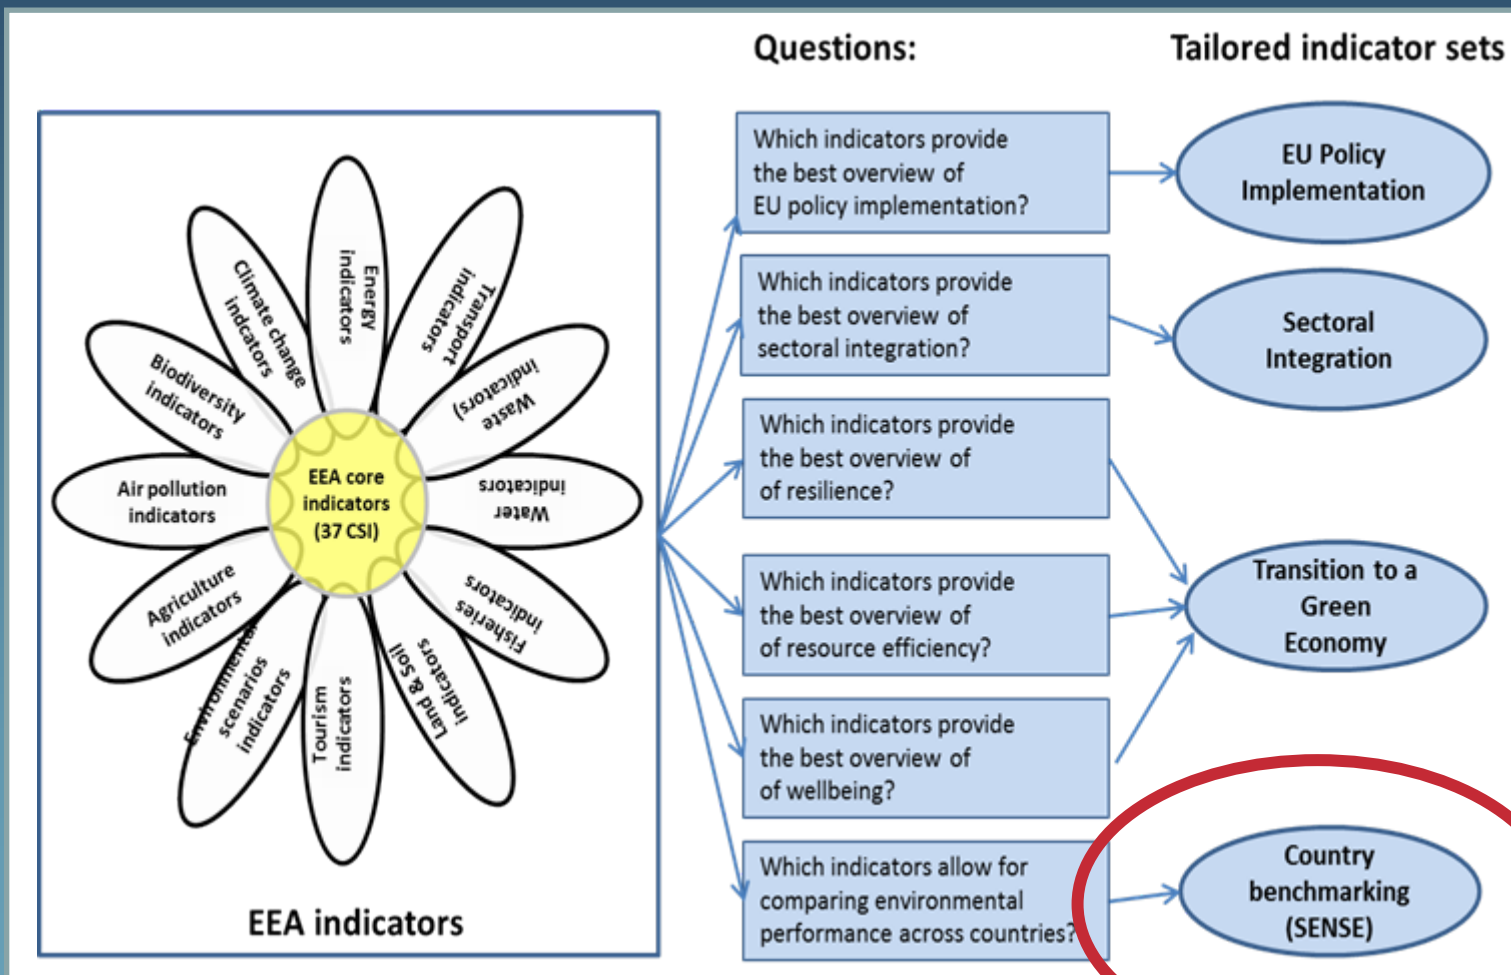 Questions:
Tailored indicator sets
Energy
indicators
Transport
indicators
Waste
indicators)
Water
indicators
Fisheries
indicators
Land & Soil
indicators
Tourism
indicators
Environmental
scenarios
indicators
Agriculture
indicators
Air pollution
indicators
Biodiversity
indicators
Climate change
indcators
EEA core
indicators
(37 CSI)
EEA indicators
Which indicators provide
the best overview of
EU policy implementation?
Which indicators provide
the best overview of
sectoral integration?
Which indicators provide
the best overview of
of resilience?
Which indicators provide
the best overview of
of resource efficiency?
Which indicators provide
the best overview of
of wellbeing?
Which indicators allow for
comparing environmental
performance across countries?
EU Policy
Implementation
Sectoral
Integration
Transition to a
Green
Economy
Country
benchmarking
(SENSE)